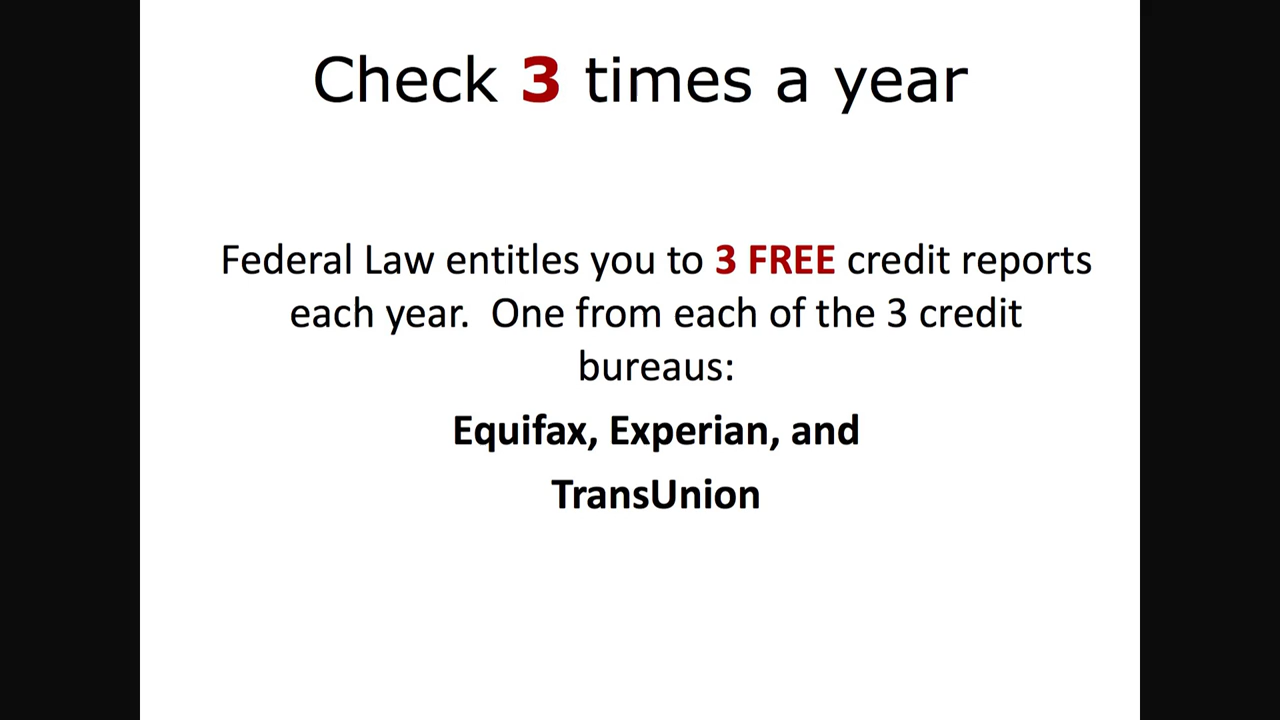 Check 3 times a year
Federal Law entitles you to 3 FREE credit reports
each year.  One from each of the 3 credit
bureaus:
Equifax, Experian, and
TransUnion